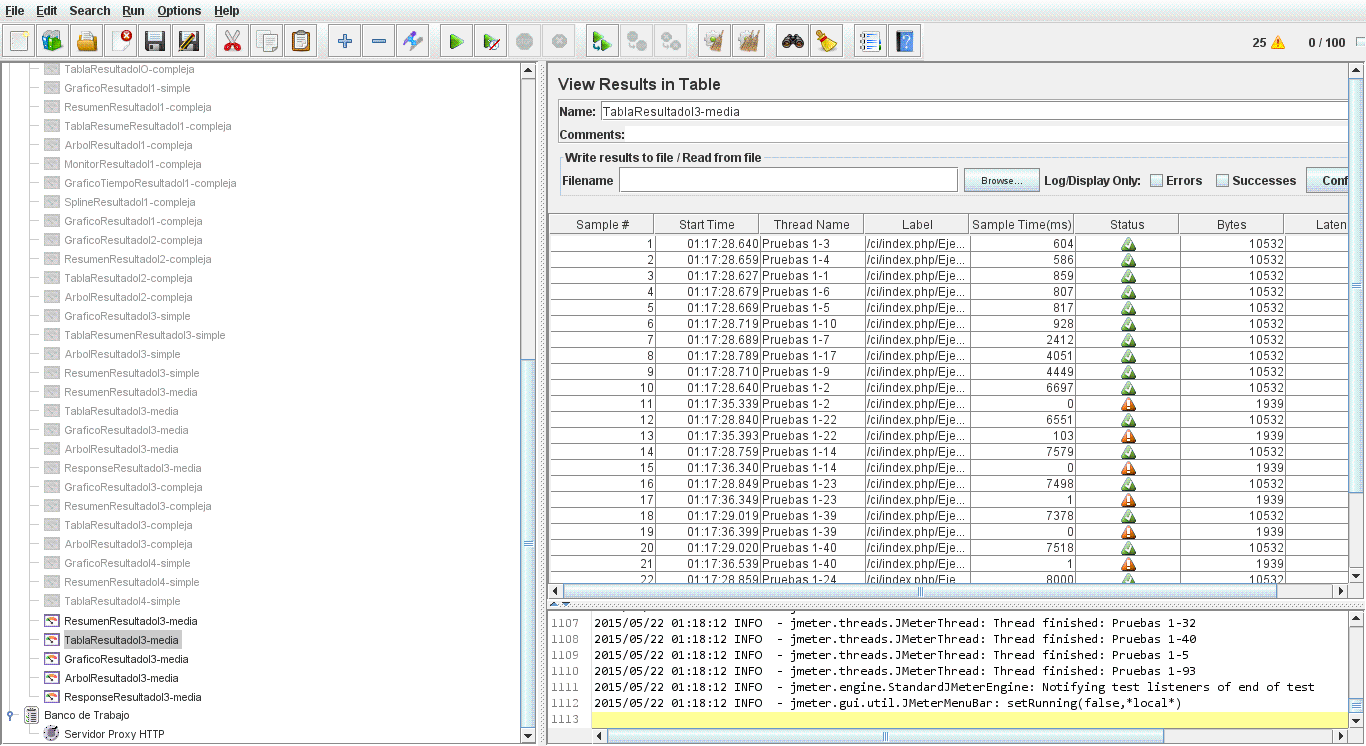 File Edit Search Run Options Help
25 0 / 100
TablaResultadoIO-compleja
GraficoResultadol1-simple
ResumenResultadol1-compleja
TablaResumeResultadol1-compleja
ArbolResultadol1-compleja
MonitorResultadol1-compleja
GraficoTiempoResultadol1-compleja
SplineResultadol1-compleja
GraficoResultadol1-compleja
GraficoResultadol2-compleja
ResumenResultadol2-compleja
TablaResultadol2-compleja
ArbolResultadol2-compleja
GraficoResultadol3-simple
TablaResumenResultadol3-simple
ArbolResultadol3-simple
ResumenResultadol3-simple
ResumenResultadol3-media
TablaResultadol3-media
GraficoResultadol3-media
ArbolResultadol3-media
ResponseResultadol3-media
GraficoResultadol3-compleja
ResumenResultadol3-compleja
TablaResultadol3-compleja
ArbolResultadol3-compleja
GraficoResultadol4-simple
ResumenResultadol4-simple
TablaResultadol4-simple
ResumenResultadol3-media
TablaResultadol3-media
GraficoResultadol3-media
ArbolResultadol3-media
ResponseResultadol3-media
Banco de Trabajo
Servidor Proxy HTTP
View Results in Table
Name: TablaResultadol3-media
Comments:
Write results to file / Read from file
Filename Browse... Log/Display Only: Errors Successes Conf
Sample # Start Time Thread Name Label Sample Time(ms) Status Bytes Laten
1 01:17:28.640 Pruebas 1-3 /ci/index.php/Eje... 604 10532
2 01:17:28.659 Pruebas 1-4 /ci/index.php/Eje... 586 10532
3 01:17:28.627 Pruebas 1-1 /ci/index.php/Eje... 859 10532
4 01:17:28.679 Pruebas 1-6 /ci/index.php/Eje... 807 10532
5 01:17:28.669 Pruebas 1-5 /ci/index.php/Eje... 817 10532
6 01:17:28.719 Pruebas 1-10 /ci/index.php/Eje... 928 10532
7 01:17:28.689 Pruebas 1-7 /ci/index.php/Eje... 2412 10532
8 01:17:28.789 Pruebas 1-17 /ci/index.php/Eje... 4051 10532
9 01:17:28.710 Pruebas 1-9 /ci/index.php/Eje... 4449 10532
10 01:17:28.640 Pruebas 1-2 /ci/index.php/Eje... 6697 10532
11 01:17:35.339 Pruebas 1-2 /ci/index.php/Eje... 0 1939
12 01:17:28.840 Pruebas 1-22 /ci/index.php/Eje... 6551 10532
13 01:17:35.393 Pruebas 1-22 /ci/index.php/Eje... 103 1939
14 01:17:28.759 Pruebas 1-14 /ci/index.php/Eje... 7579 10532
15 01:17:36.340 Pruebas 1-14 /ci/index.php/Eje... 0 1939
16 01:17:28.849 Pruebas 1-23 /ci/index.php/Eje... 7498 10532
17 01:17:36.349 Pruebas 1-23 /ci/index.php/Eje... 1 1939
18 01:17:29.019 Pruebas 1-39 /ci/index.php/Eje... 7378 10532
19 01:17:36.399 Pruebas 1-39 /ci/index.php/Eje... 0 1939
20 01:17:29.020 Pruebas 1-40 /ci/index.php/Eje... 7518 10532
21 01:17:36.539 Pruebas 1-40 /ci/index.php/Eje... 1 1939
22 01:17:28.859 Pruebas 1-24 /ci/index.php/Eje 8000 10532
1107 2015/05/22 01:18:12 INFO - jmeter.threads.JMeterThread: Thread finished: Pruebas 1-32
1108 2015/05/22 01:18:12 INFO - jmeter.threads.JMeterThread: Thread finished: Pruebas 1-40
1109 2015/05/22 01:18:12 INFO - jmeter.threads.JMeterThread: Thread finished: Pruebas 1-5
1110 2015/05/22 01:18:12 INFO - jmeter.threads.JMeterThread: Thread finished: Pruebas 1-93
1111 2015/05/22 01:18:12 INFO - jmeter.engine.StandardJMeterEngine: Notifying test listeners of end of test
1112 2015/05/22 01:18:12 INFO - jmeter.gui.util.JMeterMenuBar: setRunning(false,*local*)
1113